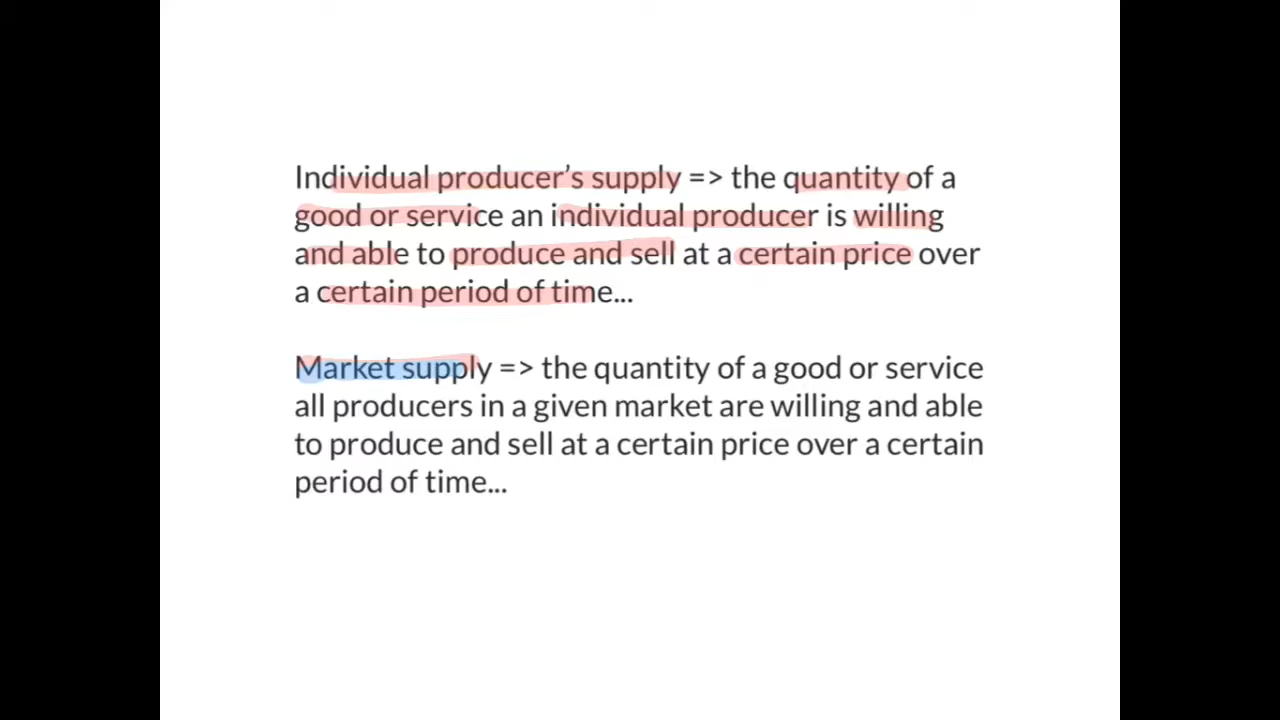 Individual producer’s supply => the quantity of a
good or service an individual producer is willing
and able to produce and sell at a certain price over
a certain period of time...
Market supply => the quantity of a good or service
all producers in a given market are willing and able
to produce and sell at a certain price over a certain
period of time...